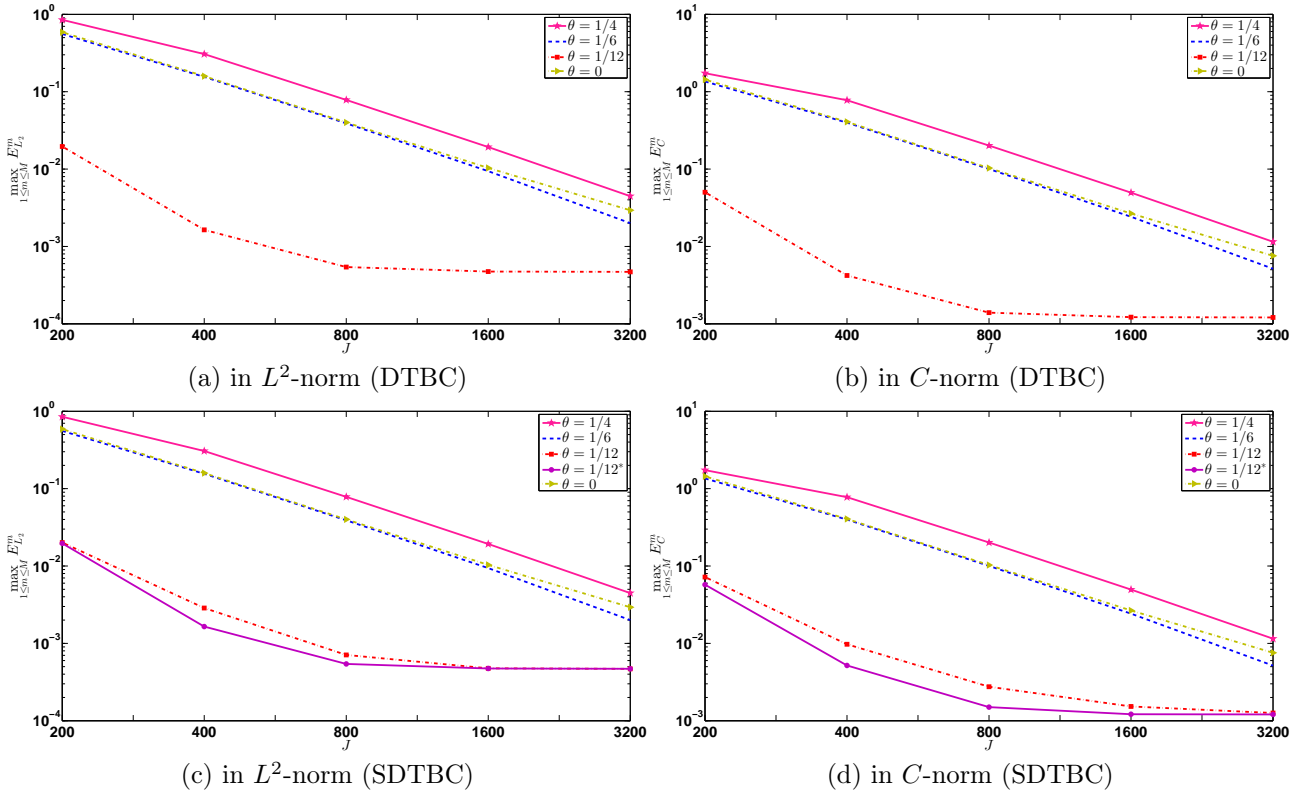 10^0
10^{-1}
10^{-2}
10^{-3}
10^{-4}
max_{1≤m≤M} E^m_{L_2}
200 400 800 1600 3200
J
θ = 1/4
θ = 1/6
θ = 1/12
θ = 0
(a) in L^2-norm (DTBC)
10^1
10^0
10^{-1}
10^{-2}
10^{-3}
max_{1≤m≤M} E^m_C
200 400 800 1600 3200
J
θ = 1/4
θ = 1/6
θ = 1/12
θ = 0
(b) in C-norm (DTBC)
10^0
10^{-1}
10^{-2}
10^{-3}
10^{-4}
max_{1≤m≤M} E^m_{L_2}
200 400 800 1600 3200
J
θ = 1/4
θ = 1/6
θ = 1/12
θ = 1/12*
θ = 0
(c) in L^2-norm (SDTBC)
10^1
10^0
10^{-1}
10^{-2}
10^{-3}
max_{1≤m≤M} E^m_C
200 400 800 1600 3200
J
θ = 1/4
θ = 1/6
θ = 1/12
θ = 1/12*
θ = 0
(d) in C-norm (SDTBC)